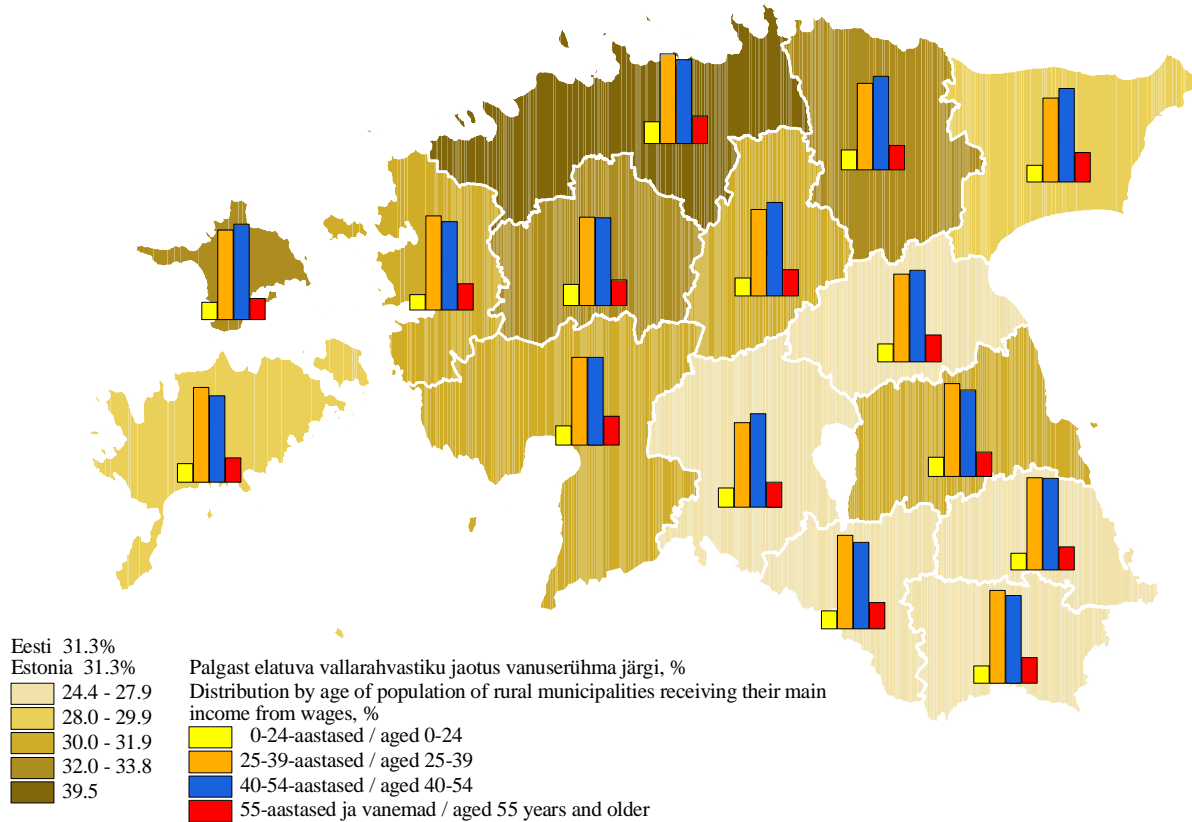 Eesti 31.3%
Estonia 31.3%
24.4 - 27.9
28.0 - 29.9
30.0 - 31.9
32.0 - 33.8
39.5
Palgast elatuva vallarahvastiku jaotus vanuserühma järgi, %
Distribution by age of population of rural municipalities receiving their main
income from wages, %
0-24-aastased / aged 0-24
25-39-aastased / aged 25-39
40-54-aastased / aged 40-54
55-aastased ja vanemad / aged 55 years and older